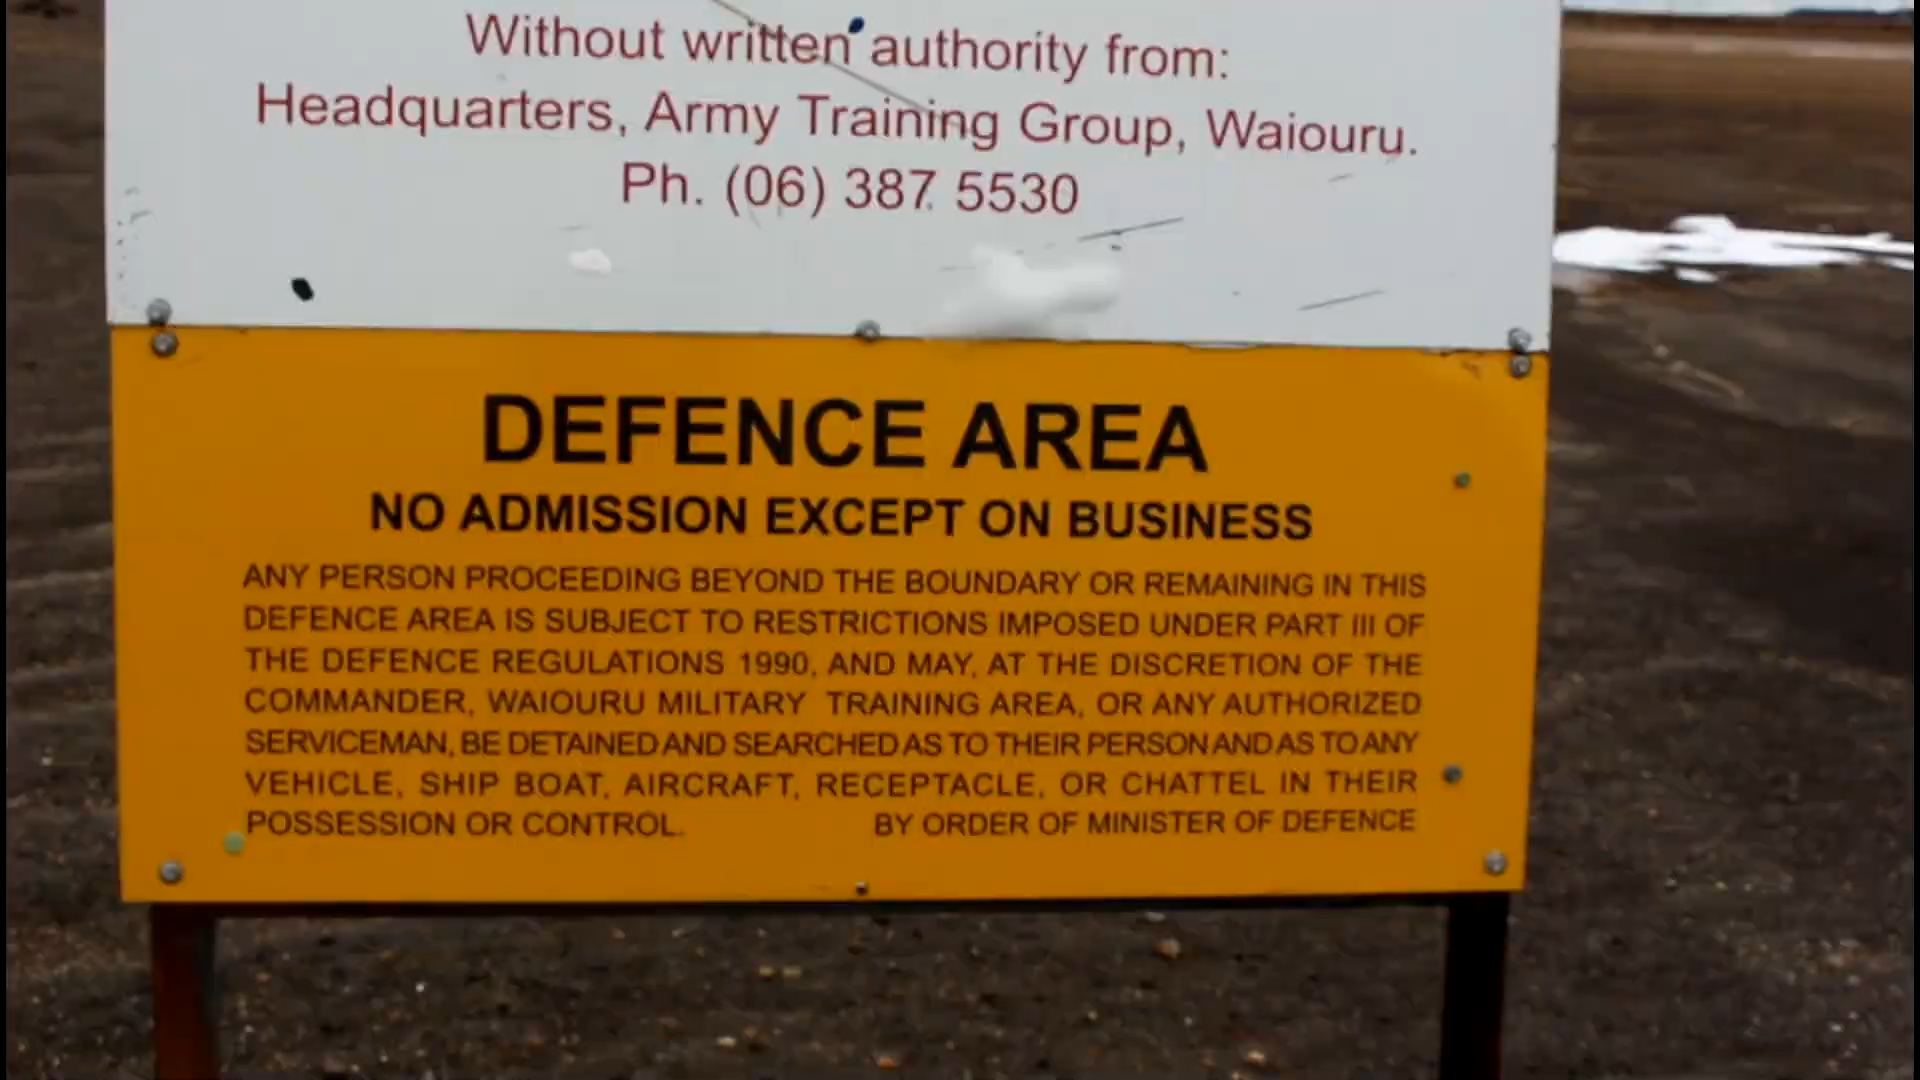 Without written authority from:
Headquarters, Army Training Group, Waiouru.
Ph. (06) 387 5530
DEFENCE AREA
NO ADMISSION EXCEPT ON BUSINESS
ANY PERSON PROCEEDING BEYOND THE BOUNDARY OR REMAINING IN THIS
DEFENCE AREA IS SUBJECT TO RESTRICTIONS IMPOSED UNDER PART III OF
THE DEFENCE REGULATIONS 1990, AND MAY, AT THE DISCRETION OF THE
COMMANDER, WAIOURU MILITARY TRAINING AREA, OR ANY AUTHORIZED
SERVICEMAN, BE DETAINED AND SEARCHED AS TO THEIR PERSON AND AS TO ANY
VEHICLE, SHIP BOAT, AIRCRAFT, RECEPTACLE, OR CHATTEL IN THEIR
POSSESSION OR CONTROL. BY ORDER OF MINISTER OF DEFENCE